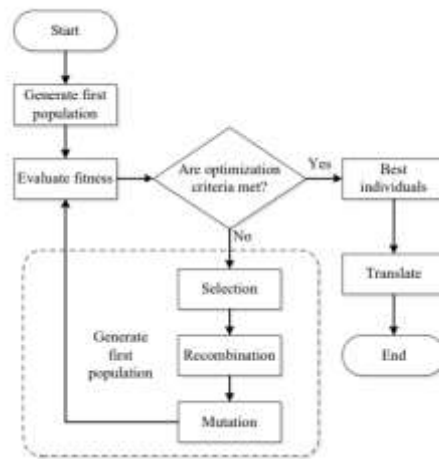 Start
Generate first
population
Evaluate fitness
Are optimization
criteria met?
Yes
Best
individuals
No
Translate
End
Selection
Generate
first
population
Recombination
Mutation